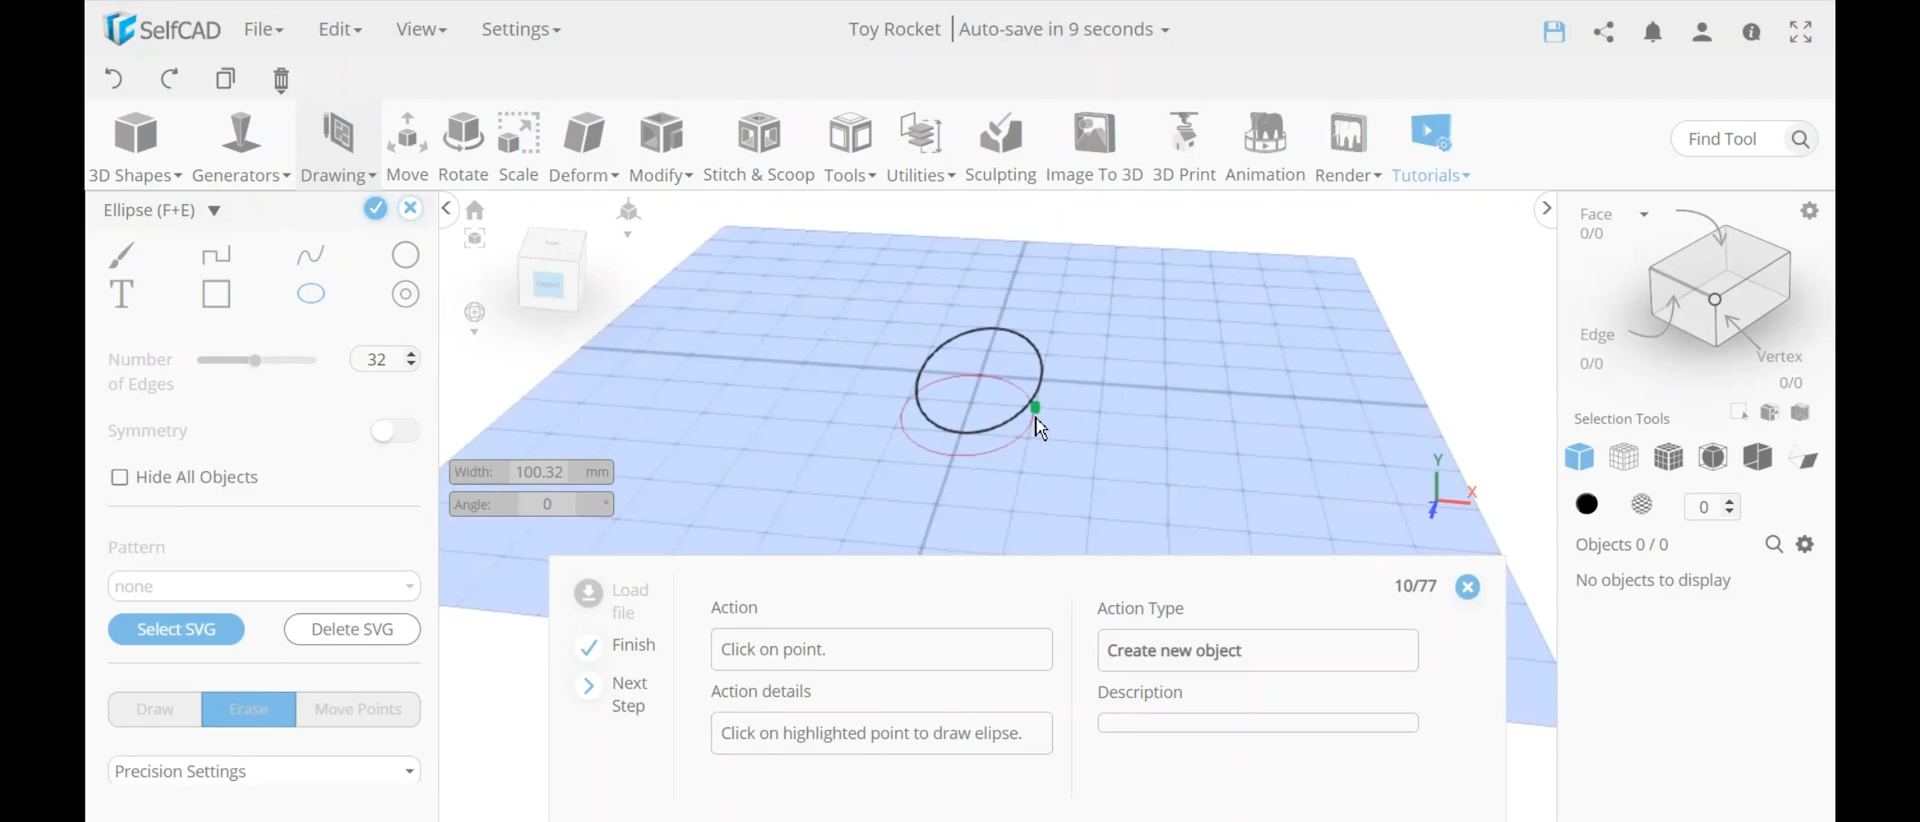 SelfCAD File Edit View Settings Toy Rocket Auto-save in 9 seconds
3D Shapes Generators Drawing Move Rotate Scale Deform Modify Stitch & Scoop Tools Utilities Sculpting Image To 3D 3D Print Animation Render Tutorials Find Tool
Ellipse (F+E)
T
Number
of Edges
32
Symmetry
Hide All Objects
Pattern
none
Select SVG Delete SVG
Draw Erase Move Points
Precision Settings
FRONT
Width: 100.32 mm
Angle: 0 °
Y
X
Load
file
Finish
Next
Step
Action
Click on point.
Action details
Click on highlighted point to draw elipse.
10/77
Action Type
Create new object
Description
Face
0/0
Edge
0/0
Vertex
0/0
Selection Tools
0
Objects 0 / 0
No objects to display